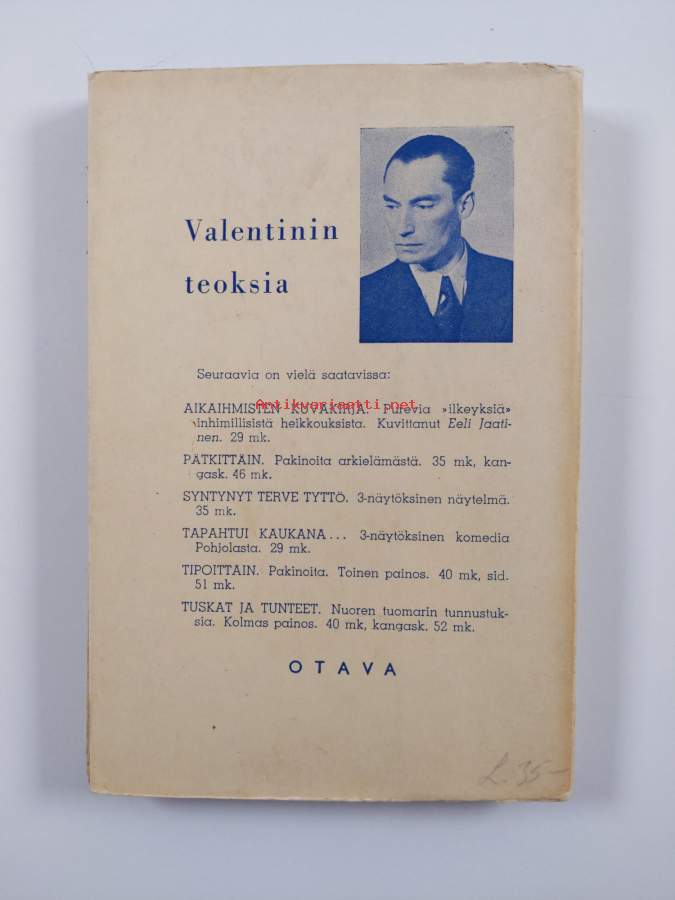 Valentinin
teoksia
Seuraavia on vielä saatavissa:
Antikvariaatti.net
AIKAIHMISTEN KUVAKIRJA. Purevia »ilkeyksiä»
inhimillisistä heikkouksista. Kuvittanut Eeli Jaati-
nen. 29 mk.
PÄTKITTÄIN. Pakinoita arkielämästä. 35 mk, kan-
gask. 46 mk.
SYNTYNYT TERVE TYTTÖ. 3-näytöksinen näytelmä.
35 mk.
TAPAHTUI KAUKANA... 3-näytöksinen komedia
Pohjolasta. 29 mk.
TIPOITTAIN. Pakinoita. Toinen painos. 40 mk, sid.
51 mk.
TUSKAT JA TUNTEET. Nuoren tuomarin tunnustuk-
sia. Kolmas painos. 40 mk, kangask. 52 mk.
OTAVA
L. 35-